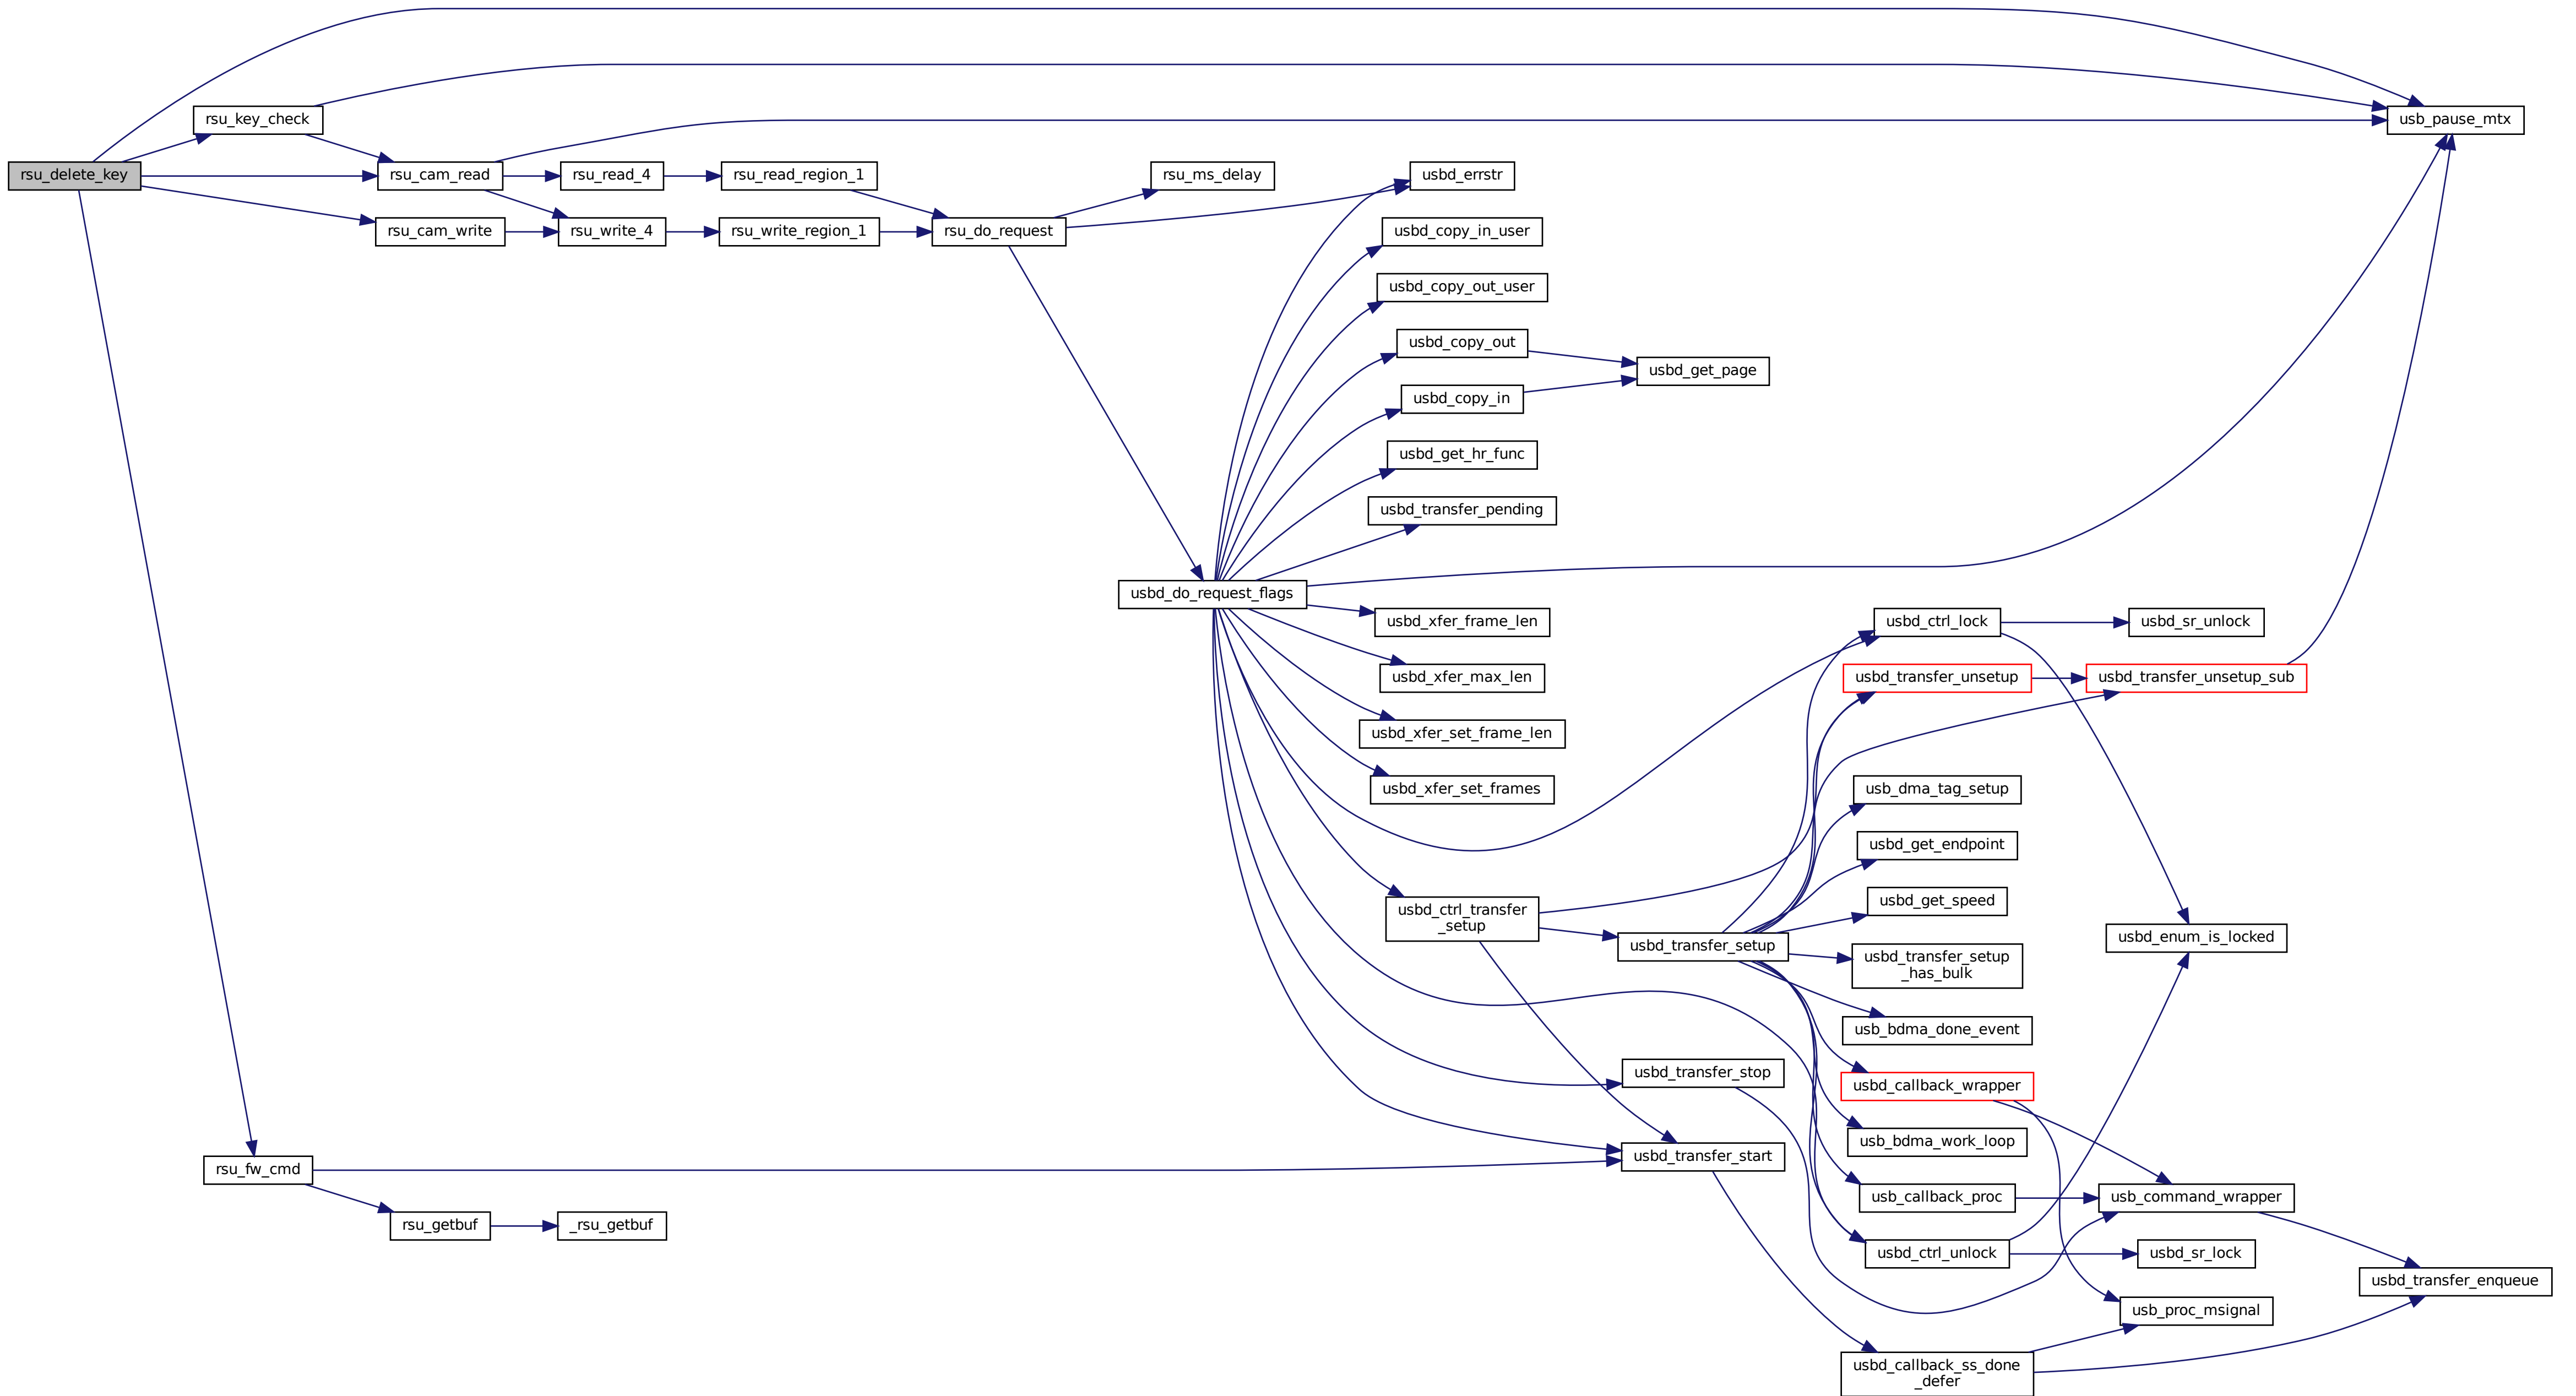 rsu_delete_key
rsu_key_check
rsu_cam_read
rsu_cam_write
rsu_read_4
rsu_write_4
rsu_read_region_1
rsu_write_region_1
rsu_do_request
rsu_ms_delay
usbd_errstr
usbd_copy_in_user
usbd_copy_out_user
usbd_copy_out
usbd_copy_in
usbd_get_page
usbd_get_hr_func
usbd_transfer_pending
usbd_do_request_flags
usbd_xfer_frame_len
usbd_xfer_max_len
usbd_xfer_set_frame_len
usbd_xfer_set_frames
usb_pause_mtx
usbd_ctrl_lock
usbd_sr_unlock
usbd_transfer_unsetup
usbd_transfer_unsetup_sub
usb_dma_tag_setup
usbd_get_endpoint
usbd_get_speed
usbd_ctrl_transfer
_setup
usbd_transfer_setup
usbd_transfer_setup
_has_bulk
usbd_enum_is_locked
usb_bdma_done_event
usbd_transfer_stop
usbd_callback_wrapper
usb_bdma_work_loop
usbd_transfer_start
rsu_fw_cmd
rsu_getbuf
_rsu_getbuf
usb_callback_proc
usb_command_wrapper
usbd_ctrl_unlock
usbd_sr_lock
usbd_transfer_enqueue
usb_proc_msignal
usbd_callback_ss_done
_defer